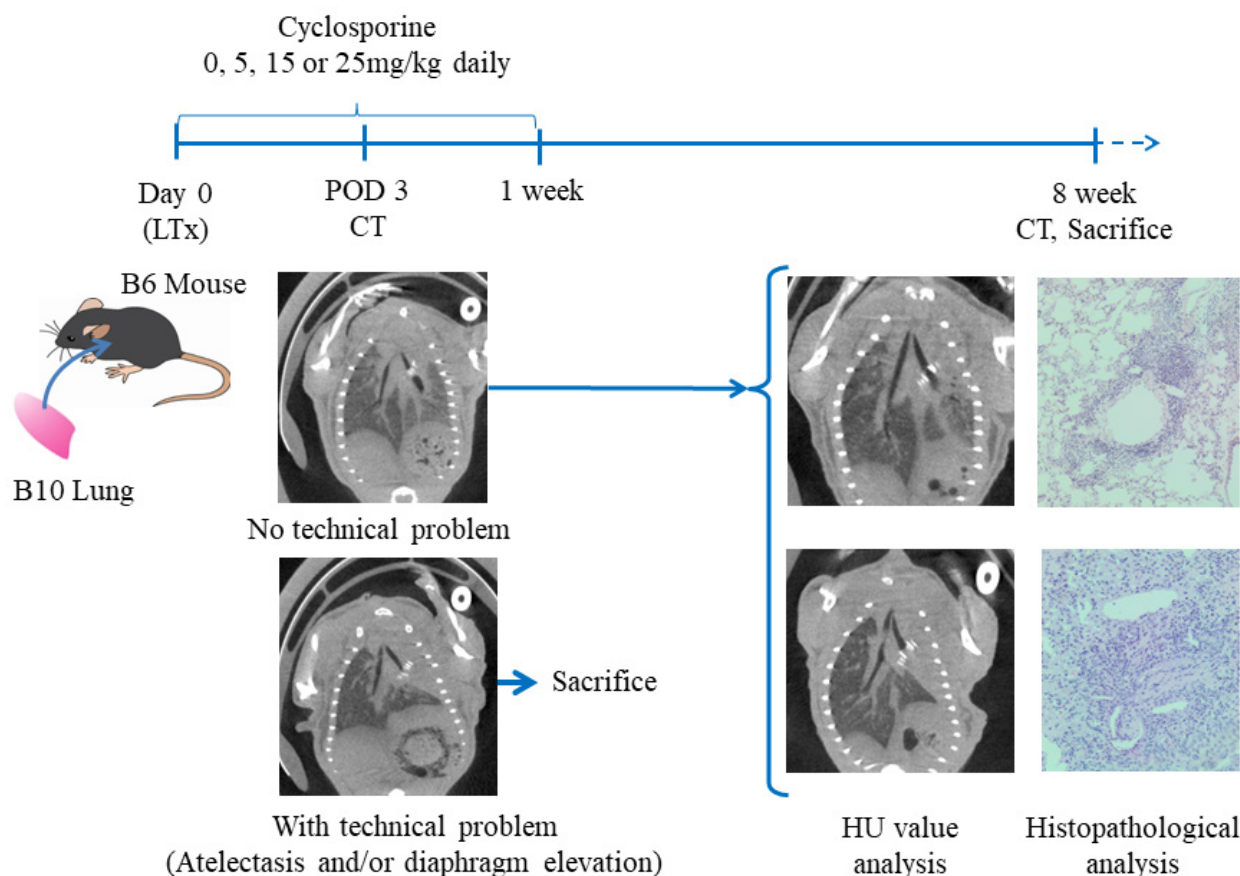 Cyclosporine
0, 5, 15 or 25mg/kg daily
Day 0
(LTx)
POD 3
CT
1 week
8 week
CT, Sacrifice
B6 Mouse
B10 Lung
No technical problem
Sacrifice
With technical problem
(Atelectasis and/or diaphragm elevation)
HU value
analysis
Histopathological
analysis